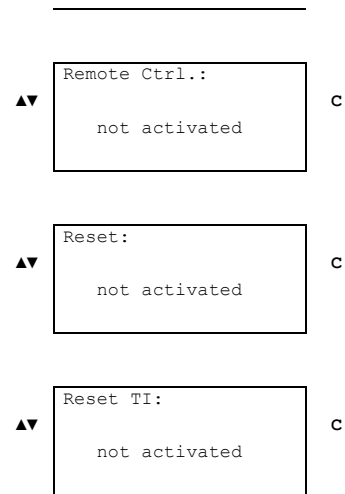 Remote Ctrl.:
▲▼ C
not activated
Reset:
▲▼ C
not activated
Reset TI:
▲▼ C
not activated